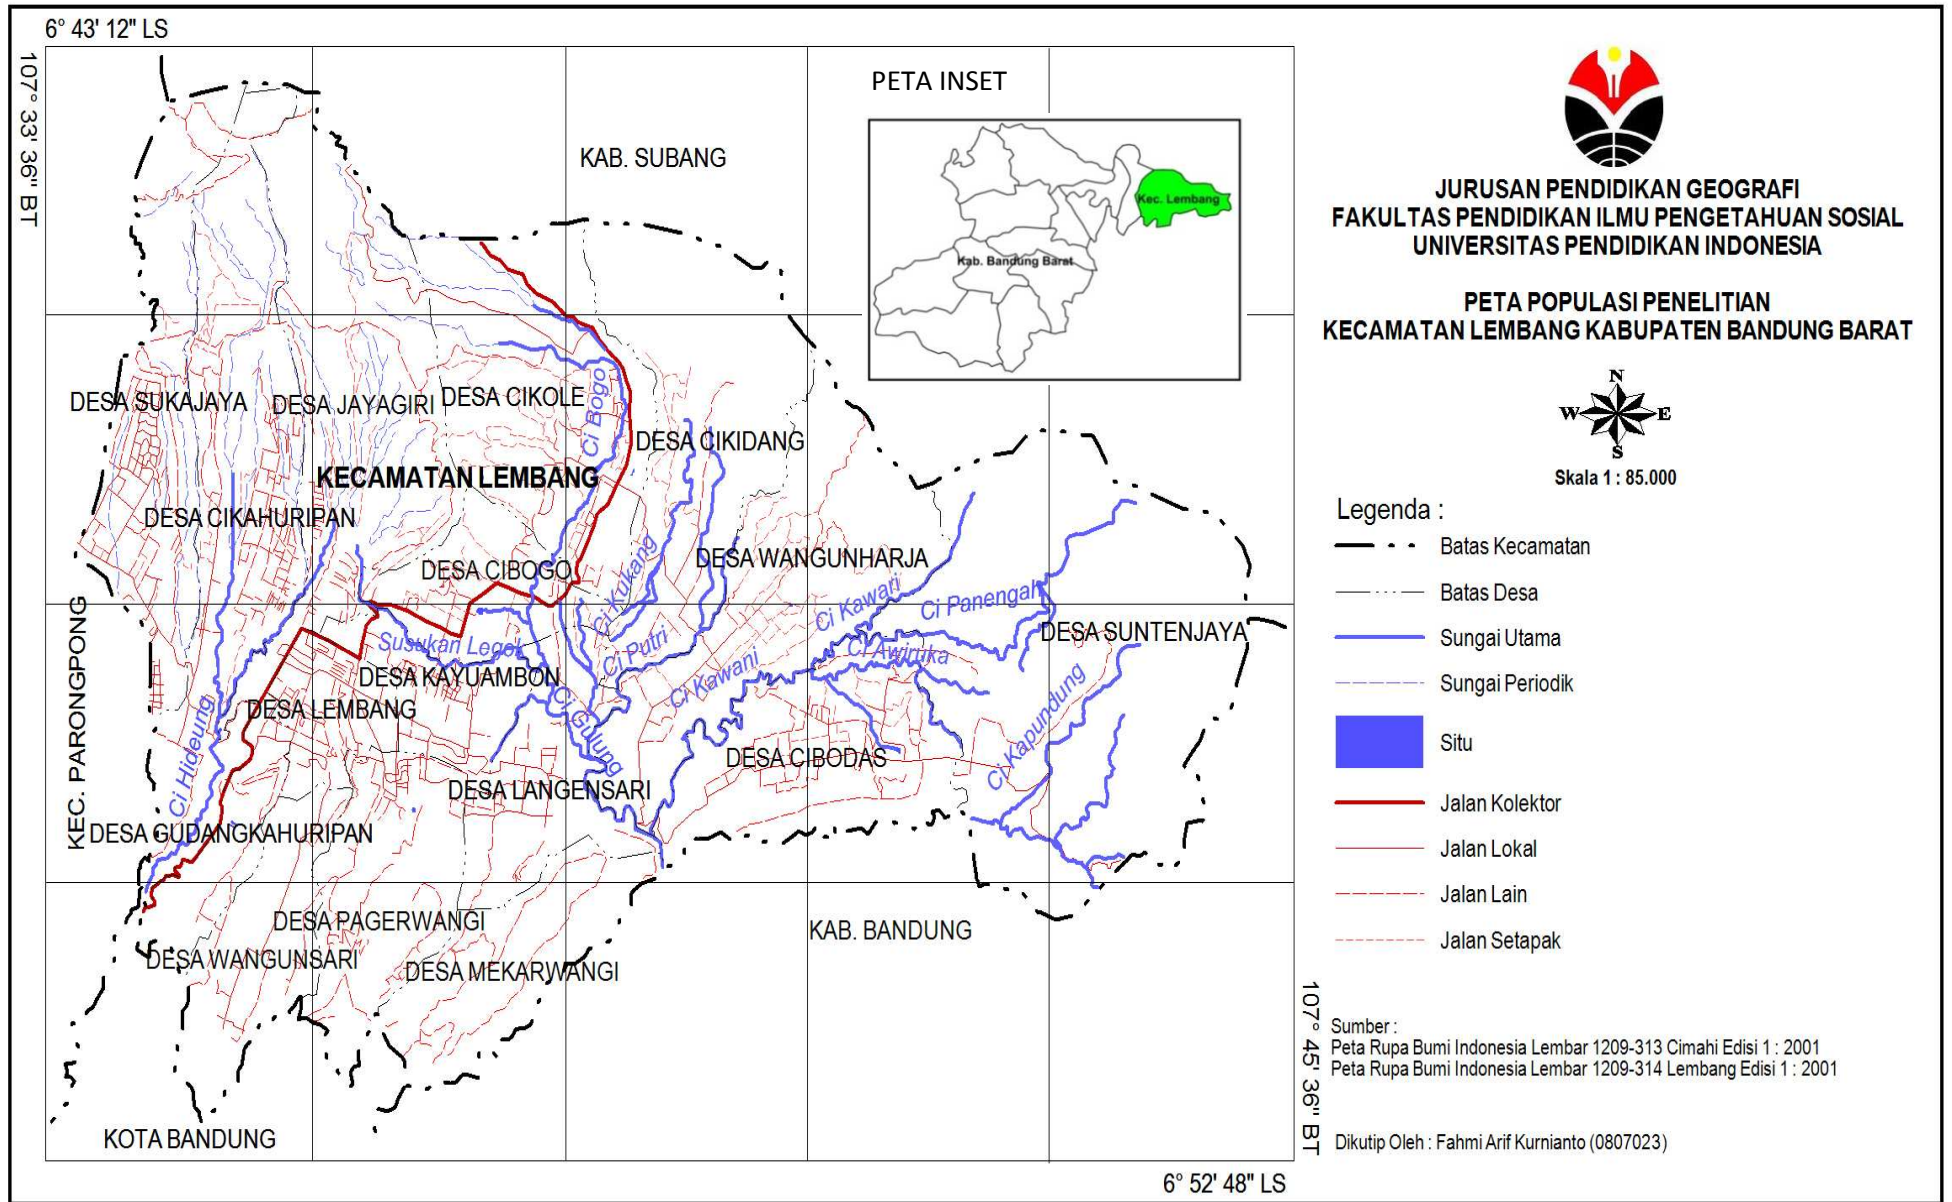 6° 43' 12" LS
107° 33' 36" BT
PETA INSET
KAB. SUBANG
Kec. Lembang
Kab. Bandung Barat
DESA SUKAJAYA
DESA JAYAGIRI
DESA CIKOLE
Ci Bogo
DESA CIKIDANG
KECAMATAN LEMBANG
DESA CIKAHURIPAN
DESA CIBOGO
Ci Kukang
DESA WANGUNHARJA
Ci Kawari
Ci Panengah
DESA SUNTENJAYA
KEC. PARONGPONG
Susukan Legok
Ci Putri
Ci Awiruka
DESA KAYUAMBON
Ci Kawani
DESA LEMBANG
Ci Gulung
Ci Hideung
Ci Kapundung
DESA CIBODAS
DESA LANGENSARI
DESA GUDANGKAHURIPAN
DESA PAGERWANGI
KAB. BANDUNG
DESA WANGUNSARI
DESA MEKARWANGI
KOTA BANDUNG
107° 45' 36" BT
6° 52' 48" LS
JURUSAN PENDIDIKAN GEOGRAFI
FAKULTAS PENDIDIKAN ILMU PENGETAHUAN SOSIAL
UNIVERSITAS PENDIDIKAN INDONESIA
PETA POPULASI PENELITIAN
KECAMATAN LEMBANG KABUPATEN BANDUNG BARAT
N
W E
S
Skala 1 : 85.000
Legenda :
Batas Kecamatan
Batas Desa
Sungai Utama
Sungai Periodik
Situ
Jalan Kolektor
Jalan Lokal
Jalan Lain
Jalan Setapak
Sumber :
Peta Rupa Bumi Indonesia Lembar 1209-313 Cimahi Edisi 1 : 2001
Peta Rupa Bumi Indonesia Lembar 1209-314 Lembang Edisi 1 : 2001
Dikutip Oleh : Fahmi Arif Kurnianto (0807023)